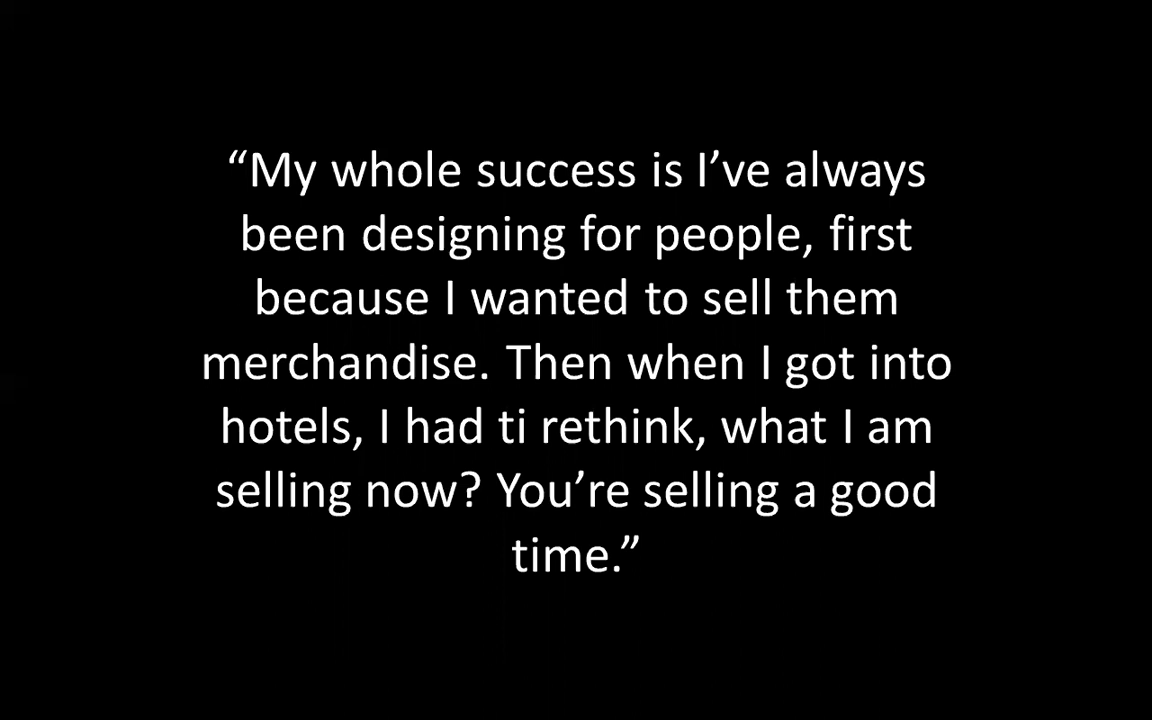 “My whole success is I’ve always
been designing for people, first
because I wanted to sell them
merchandise. Then when I got into
hotels, I had ti rethink, what I am
selling now? You’re selling a good
time.”